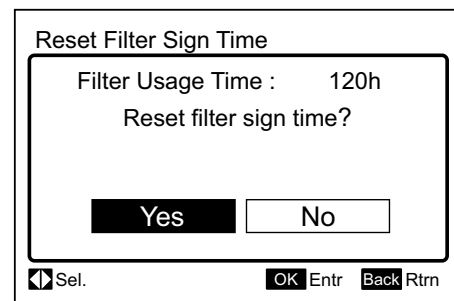 Reset Filter Sign Time
Filter Usage Time : 120h
Reset filter sign time?
Yes No
Sel. OK Entr Back Rtrn